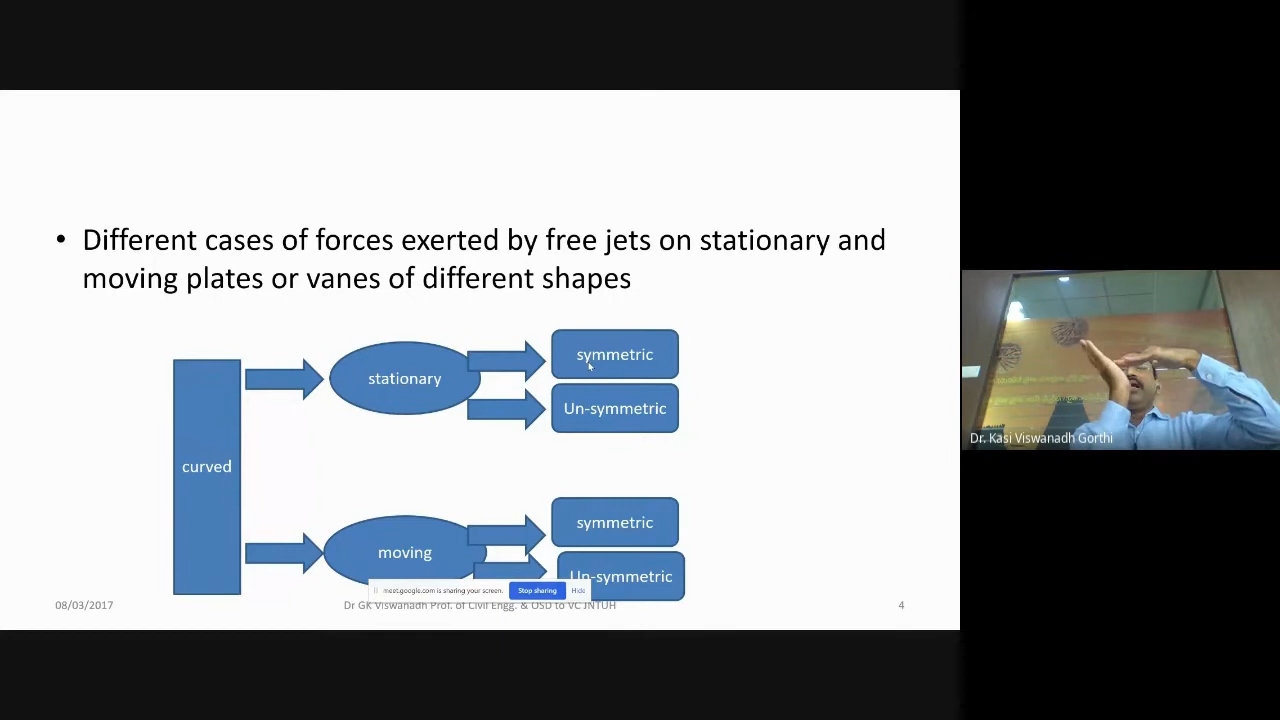 • Different cases of forces exerted by free jets on stationary and
moving plates or vanes of different shapes
symmetric
stationary
Un-symmetric
curved
symmetric
moving
Un-symmetric
meet.google.com is sharing your screen. Stop sharing Hide
08/03/2017 Dr GK Viswanadh Prof. of Civil Engg. & OSD to VC JNTUH 4
Dr. Kasi Viswanadh Gorthi